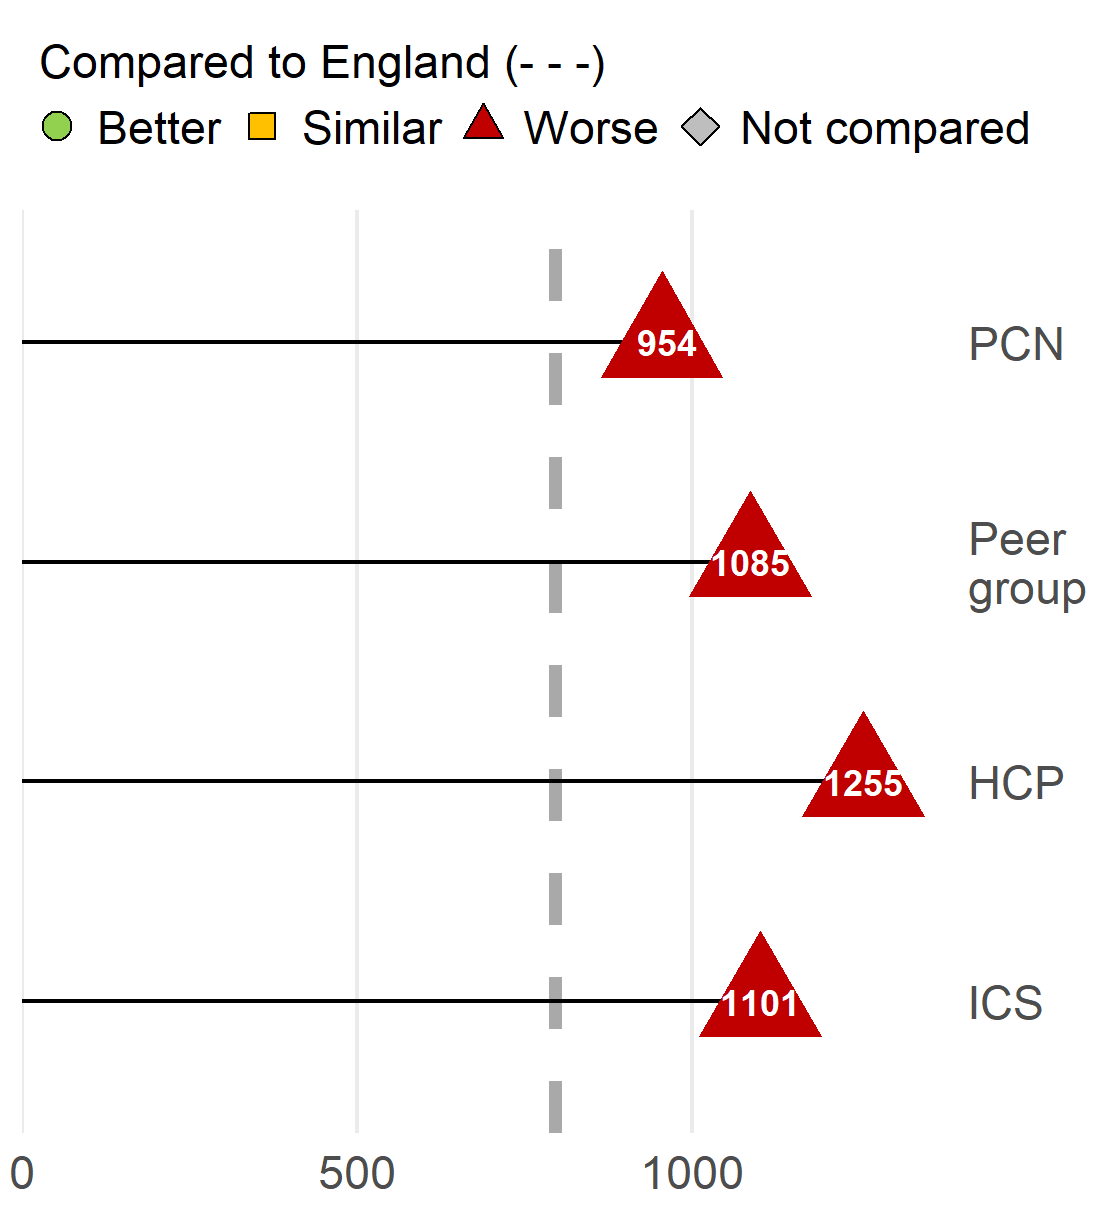 Compared to England (- - -)
Better Similar Worse Not compared
954 PCN
1085 Peer
group
1255 HCP
1101 ICS
0 500 1000